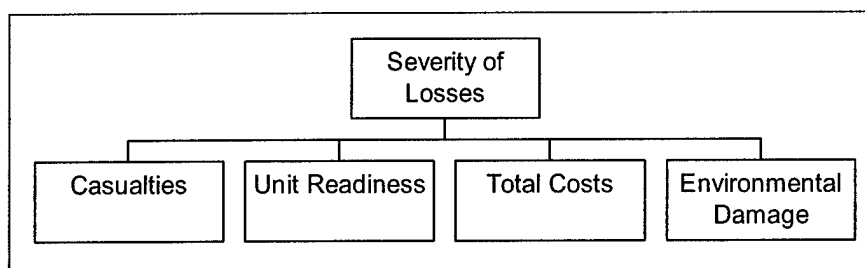 Severity of
Losses
Casualties
Unit Readiness
Total Costs
Environmental
Damage